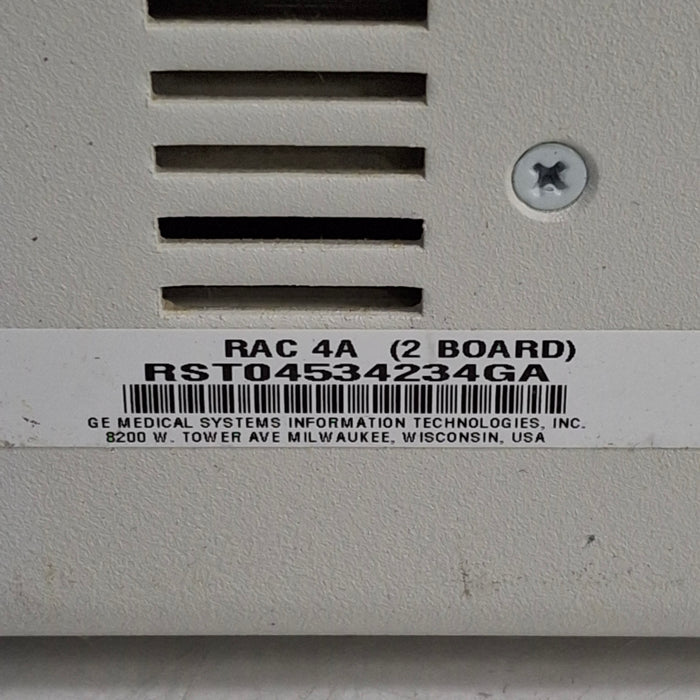 RAC 4A (2 BOARD)
RST04534234GA
GE MEDICAL SYSTEMS INFORMATION TECHNOLOGIES, INC.
8200 W. TOWER AVE MILWAUKEE, WISCONSIN, USA